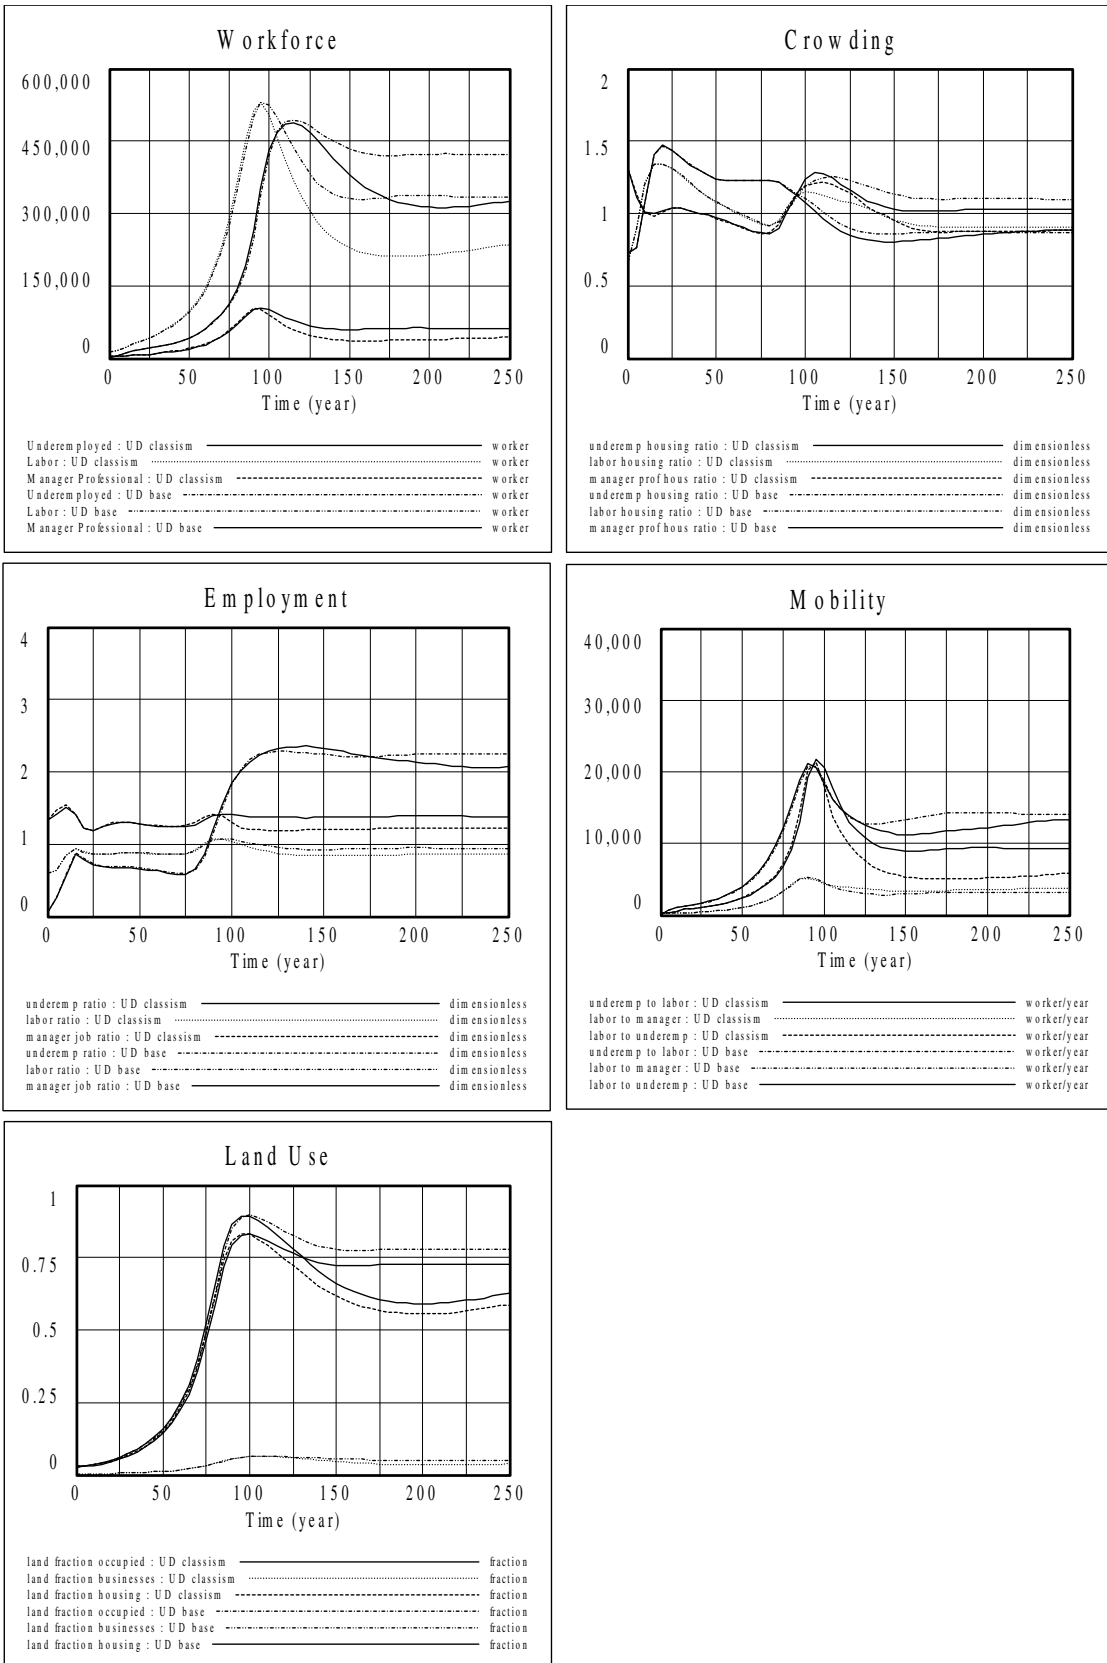 Workforce
600,000
450,000
300,000
150,000
0
0 50 100 150 200 250
Time (year)
Underemployed : UD classism worker
Labor : UD classism worker
Manager Professional : UD classism worker
Underemployed : UD base worker
Labor : UD base worker
Manager Professional : UD base worker
Crowding
2
1.5
1
0.5
0
0 50 100 150 200 250
Time (year)
underemp housing ratio : UD classism dimensionless
labor housing ratio : UD classism dimensionless
manager prof hous ratio : UD classism dimensionless
underemp housing ratio : UD base dimensionless
labor housing ratio : UD base dimensionless
manager prof hous ratio : UD base dimensionless
Employment
4
3
2
1
0
0 50 100 150 200 250
Time (year)
underemp ratio : UD classism dimensionless
labor ratio : UD classism dimensionless
manager job ratio : UD classism dimensionless
underemp ratio : UD base dimensionless
labor ratio : UD base dimensionless
manager job ratio : UD base dimensionless
Mobility
40,000
30,000
20,000
10,000
0
0 50 100 150 200 250
Time (year)
underemp to labor : UD classism worker/year
labor to manager : UD classism worker/year
labor to underemp : UD classism worker/year
underemp to labor : UD base worker/year
labor to manager : UD base worker/year
labor to underemp : UD base worker/year
Land Use
1
0.75
0.5
0.25
0
0 50 100 150 200 250
Time (year)
land fraction occupied : UD classism fraction
land fraction businesses : UD classism fraction
land fraction housing : UD classism fraction
land fraction occupied : UD base fraction
land fraction businesses : UD base fraction
land fraction housing : UD base fraction